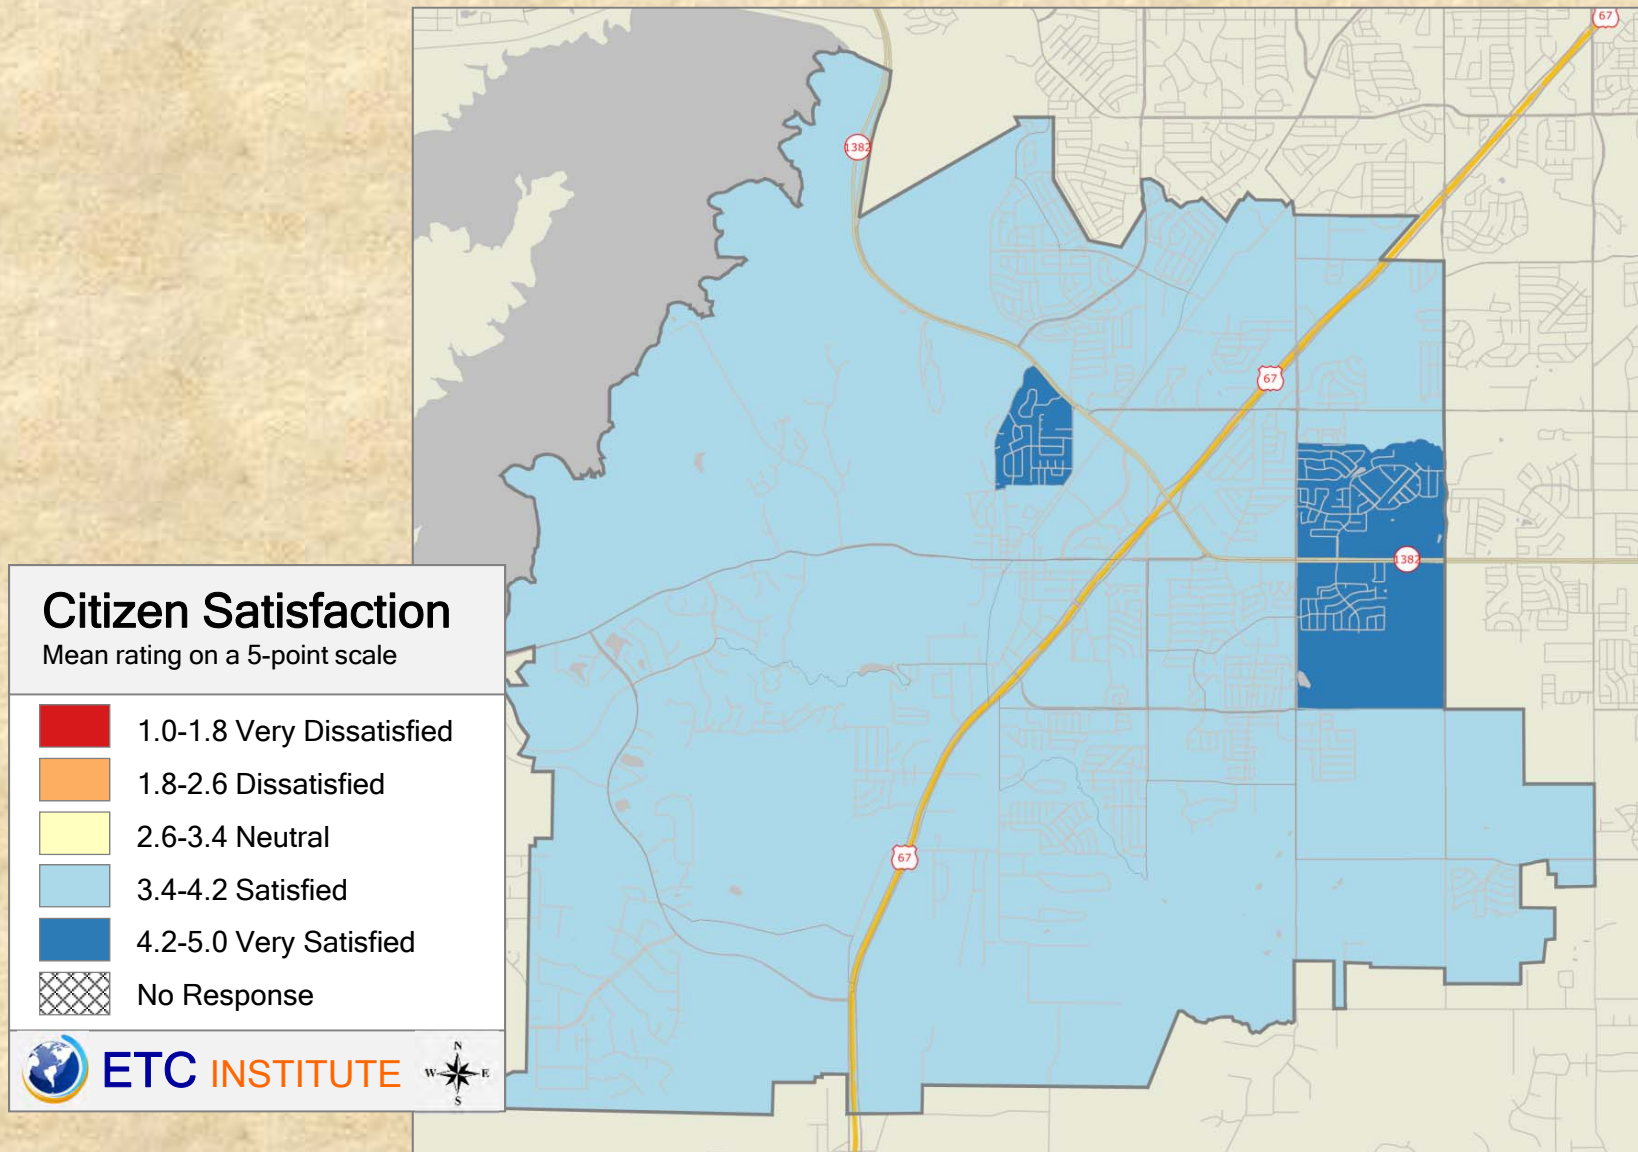 67
1382
67
1382
67
Citizen Satisfaction
Mean rating on a 5-point scale
1.0-1.8 Very Dissatisfied
1.8-2.6 Dissatisfied
2.6-3.4 Neutral
3.4-4.2 Satisfied
4.2-5.0 Very Satisfied
No Response
ETC INSTITUTE
N
W E
S